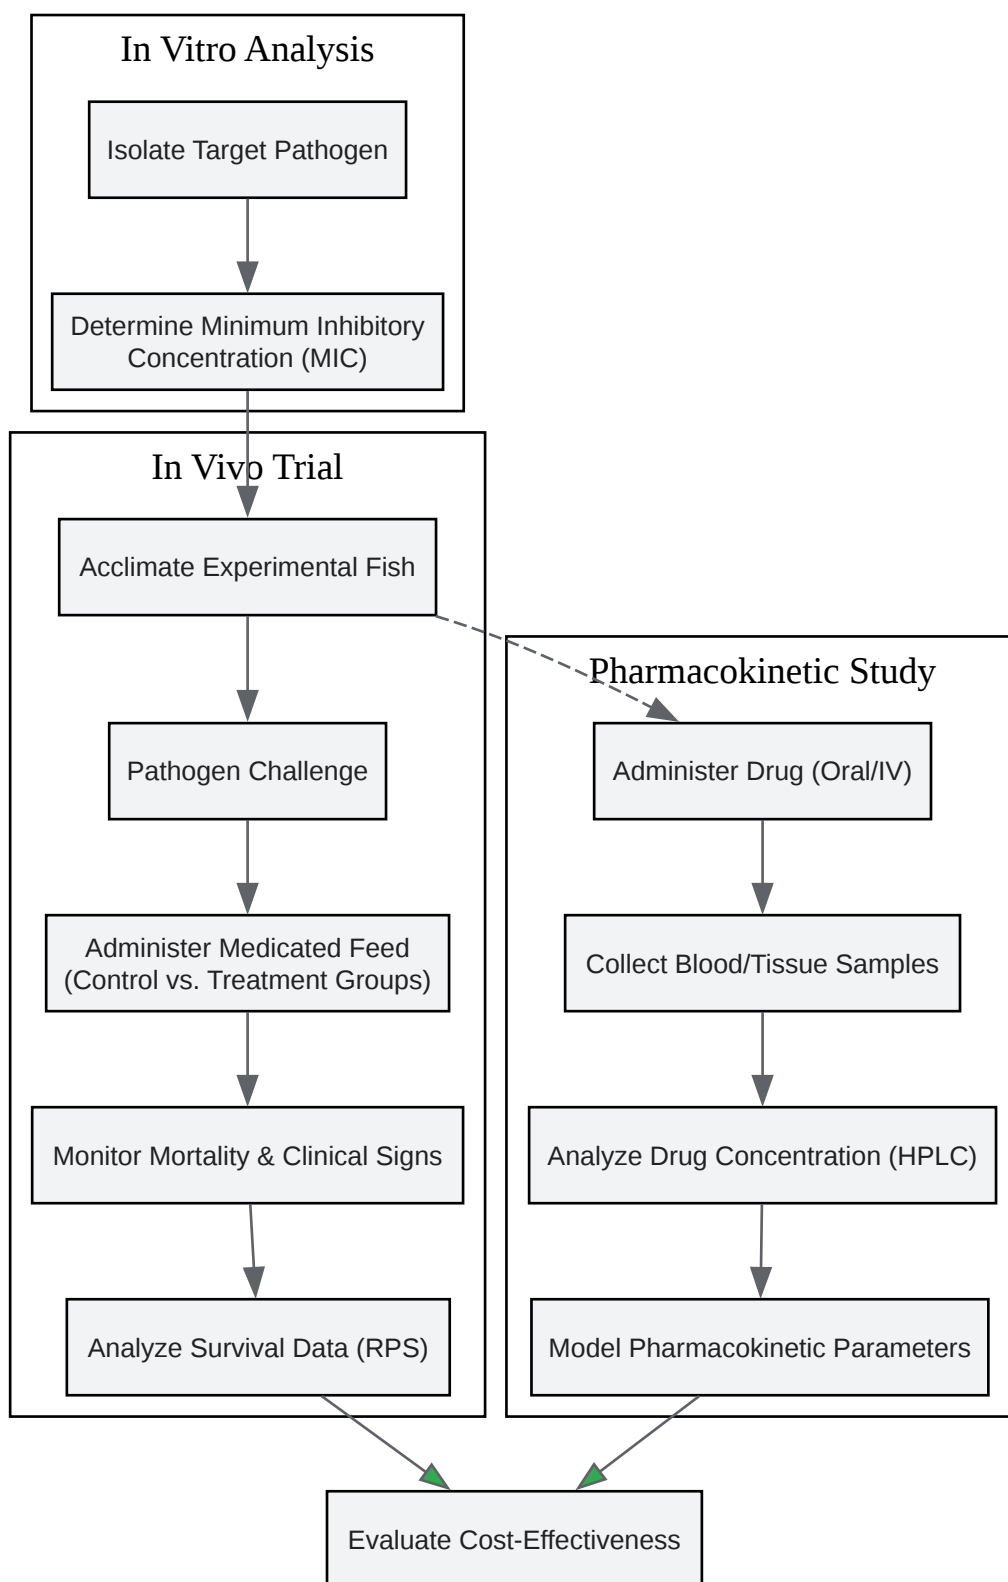 In Vitro Analysis
Isolate Target Pathogen
Determine Minimum Inhibitory
Concentration (MIC)
In Vivo Trial
Acclimate Experimental Fish
Pathogen Challenge
Administer Medicated Feed
(Control vs. Treatment Groups)
Monitor Mortality & Clinical Signs
Analyze Survival Data (RPS)
Pharmacokinetic Study
Administer Drug (Oral/IV)
Collect Blood/Tissue Samples
Analyze Drug Concentration (HPLC)
Model Pharmacokinetic Parameters
Evaluate Cost-Effectiveness